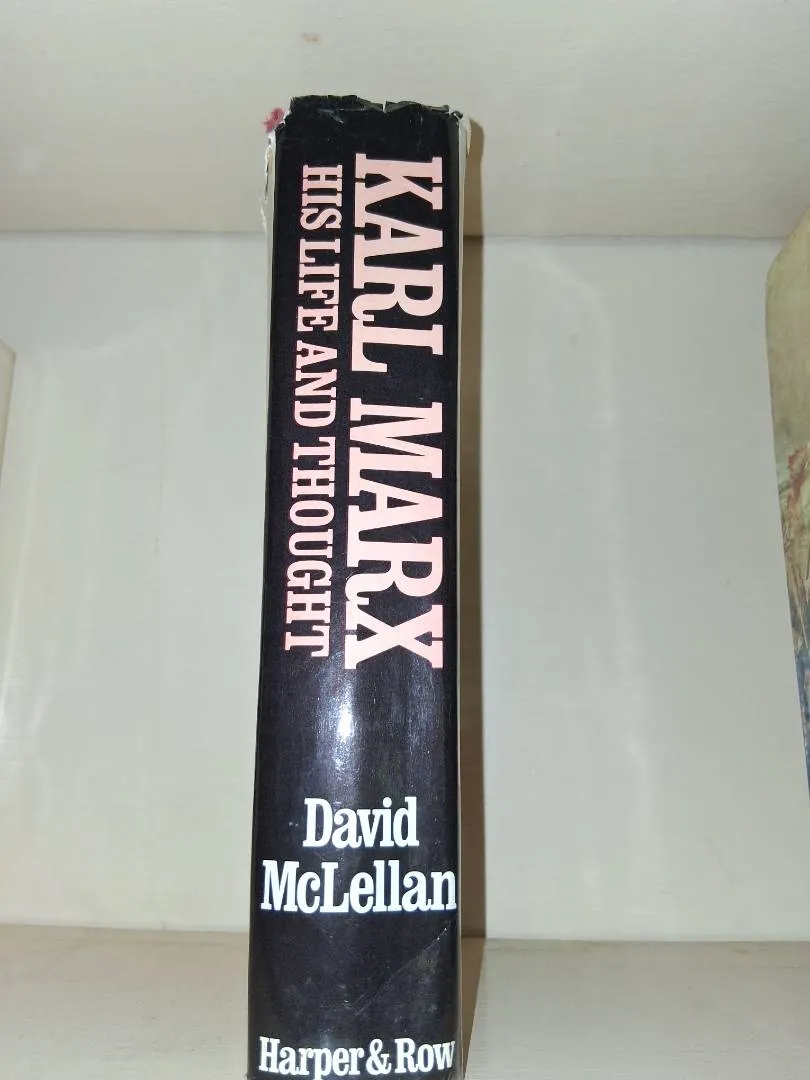 KARL MARX
HIS LIFE AND THOUGHT
David
McLellan
Harper & Row